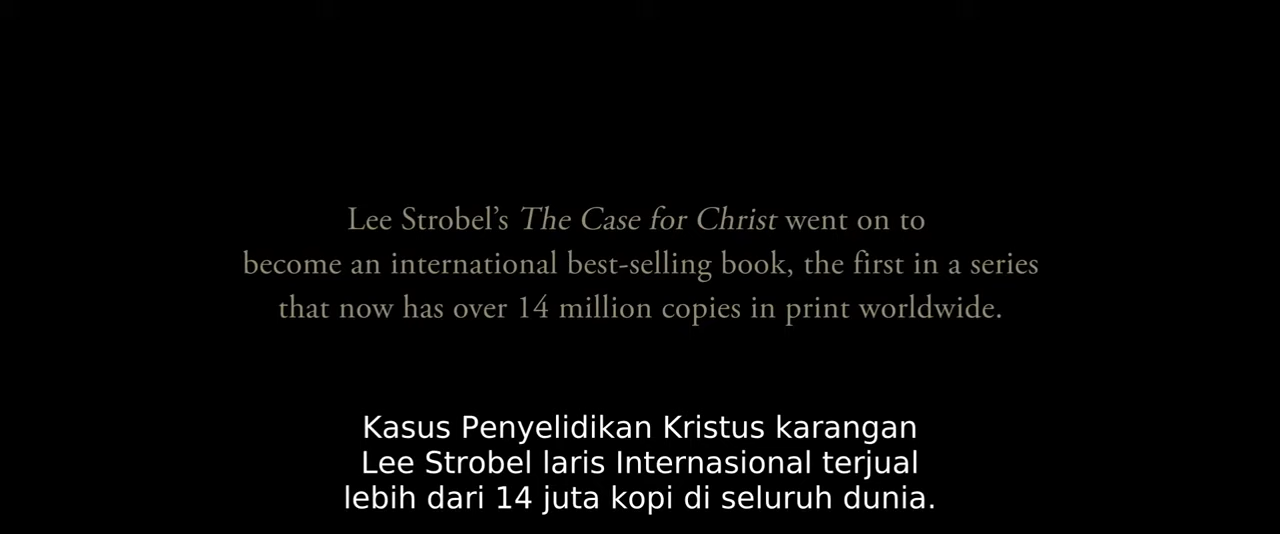 Lee Strobel’s The Case for Christ went on to
become an international best-selling book, the first in a series
that now has over 14 million copies in print worldwide.
Kasus Penyelidikan Kristus karangan
Lee Strobel laris Internasional terjual
lebih dari 14 juta kopi di seluruh dunia.